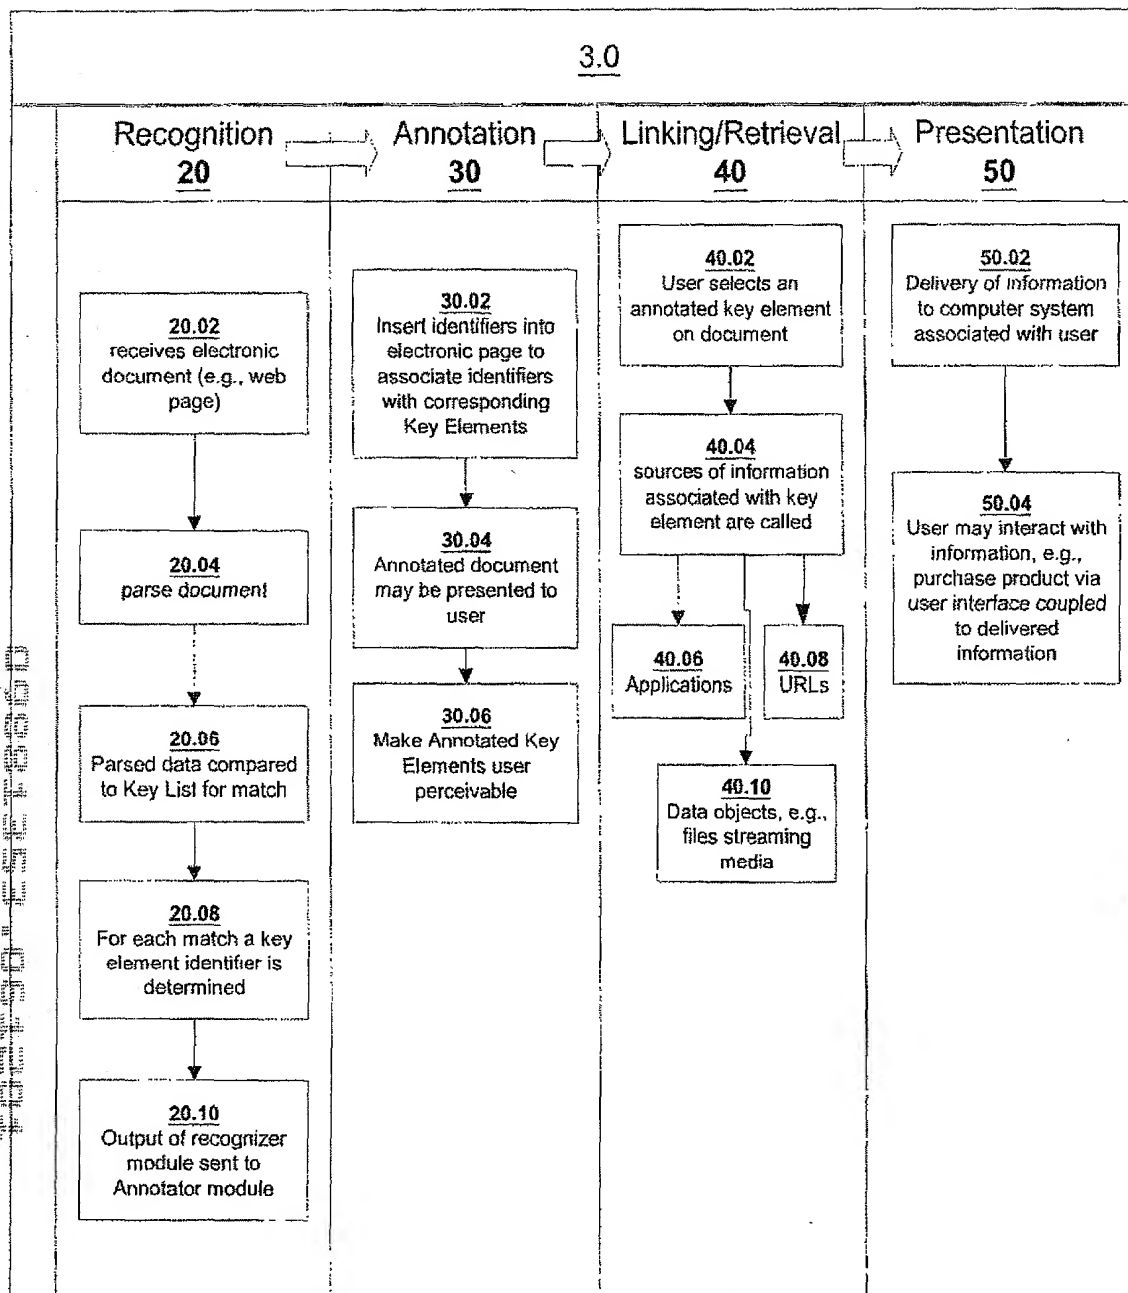 3.0
Recognition
20
Annotation
30
Linking/Retrieval
40
Presentation
50
20.02
receives electronic
document (e.g., web
page)
20.04
parse document
20.06
Parsed data compared
to Key List for match
20.08
For each match a key
element identifier is
determined
20.10
Output of recognizer
module sent to
Annotator module
30.02
Insert identifiers into
electronic page to
associate identifiers
with corresponding
Key Elements
30.04
Annotated document
may be presented to
user
30.06
Make Annotated Key
Elements user
perceivable
40.02
User selects an
annotated key element
on document
40.04
sources of information
associated with key
element are called
40.06
Applications
40.08
URLs
40.10
Data objects, e.g.,
files streaming
media
50.02
Delivery of information
to computer system
associated with user
50.04
User may interact with
information, e.g.,
purchase product via
user interface coupled
to delivered
information